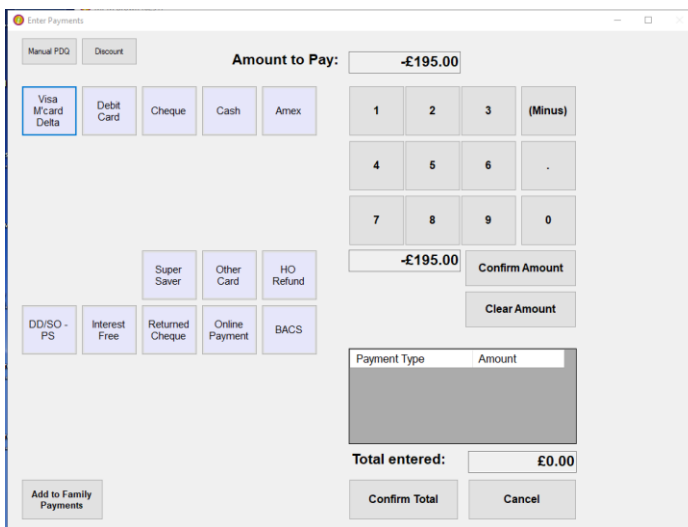 Enter Payments
Manual PDQ
Discount
Amount to Pay:
-£195.00
Visa
M'card
Delta
Debit
Card
Cheque
Cash
Amex
1
2
3
(Minus)
4
5
6
.
7
8
9
0
-£195.00
Confirm Amount
Super
Saver
Other
Card
HO
Refund
Clear Amount
DD/SO -
PS
Interest
Free
Returned
Cheque
Online
Payment
BACS
Payment Type
Amount
Total entered:
£0.00
Add to Family
Payments
Confirm Total
Cancel